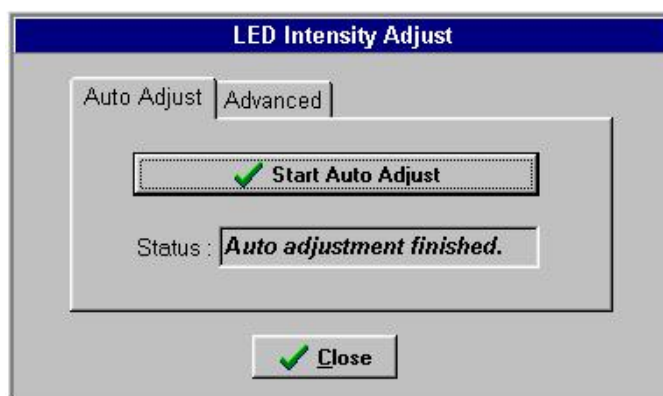 LED Intensity Adjust
Auto Adjust Advanced
Start Auto Adjust
Status : Auto adjustment finished.
Close